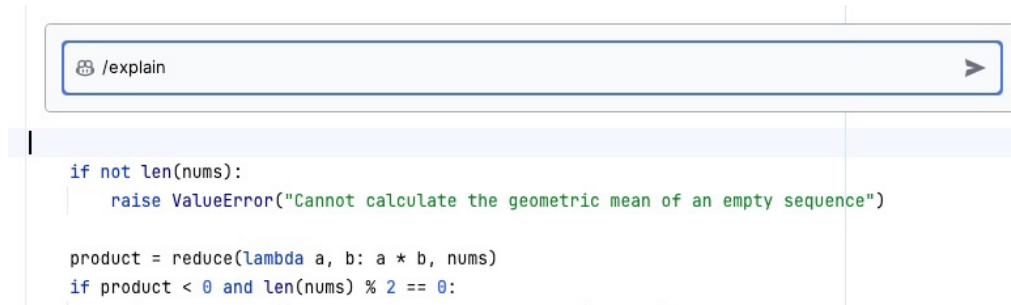 /explain
if not len(nums):
raise ValueError("Cannot calculate the geometric mean of an empty sequence")
product = reduce(lambda a, b: a * b, nums)
if product < 0 and len(nums) % 2 == 0: